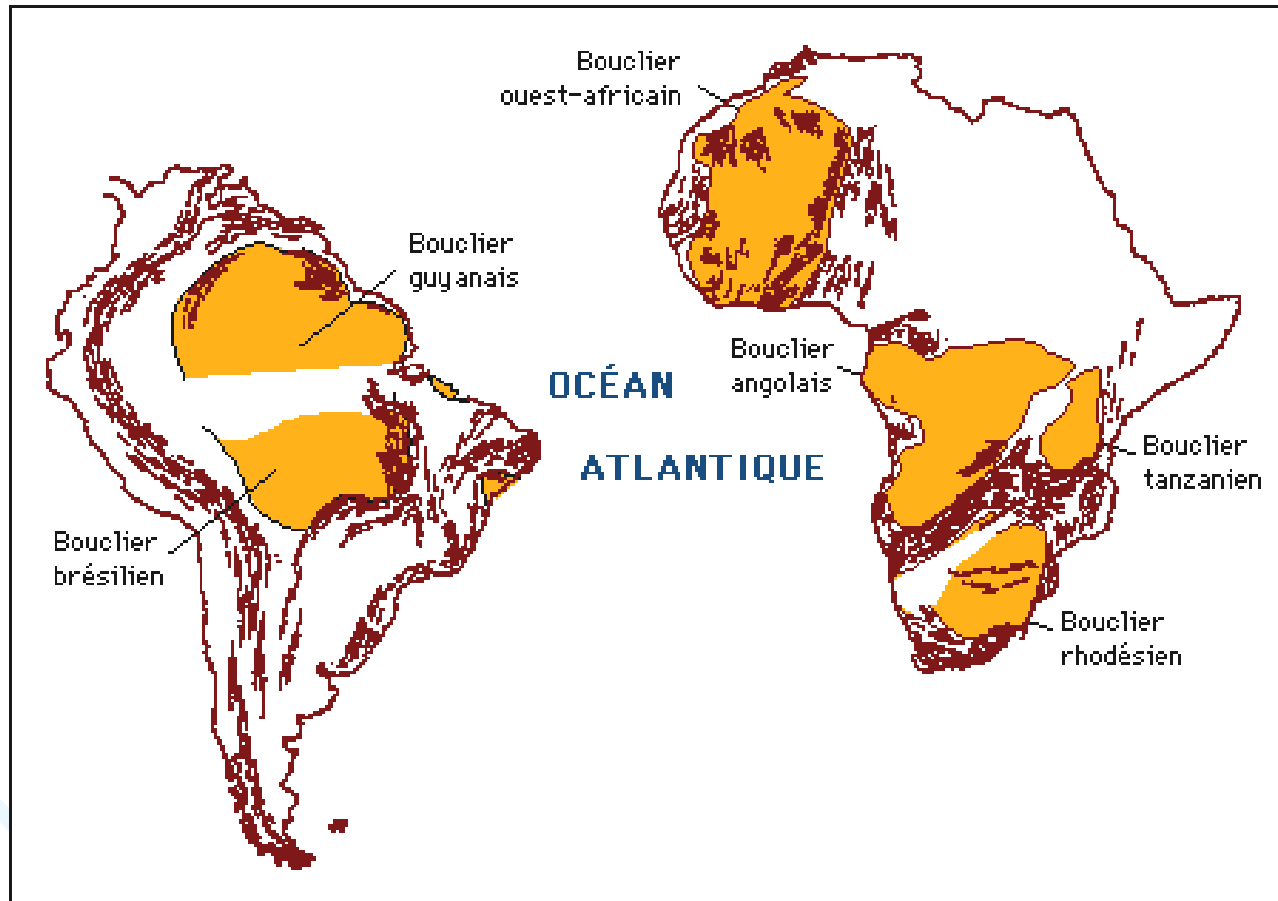 Bouclier
ouest-africain
Bouclier
guyanais
Bouclier
angolais
OCÉAN
ATLANTIQUE
Bouclier
tanzanien
Bouclier
brésilien
Bouclier
rhodésien